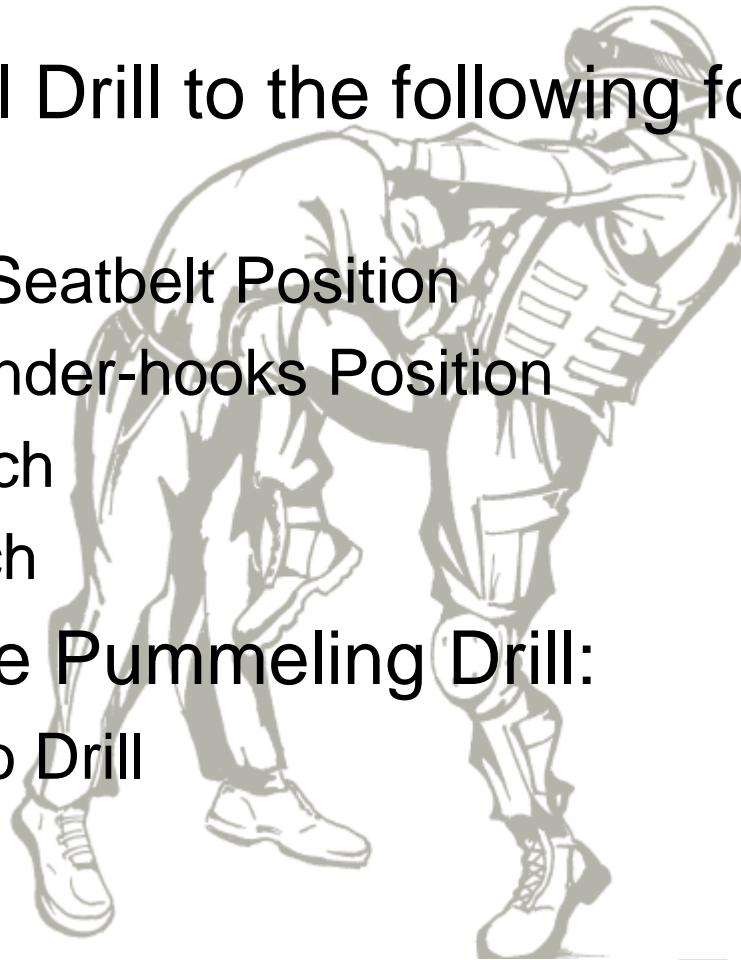 l Drill to the following fo
Seatbelt Position
nder-hooks Position
ch
ch
e Pummeling Drill:
o Drill